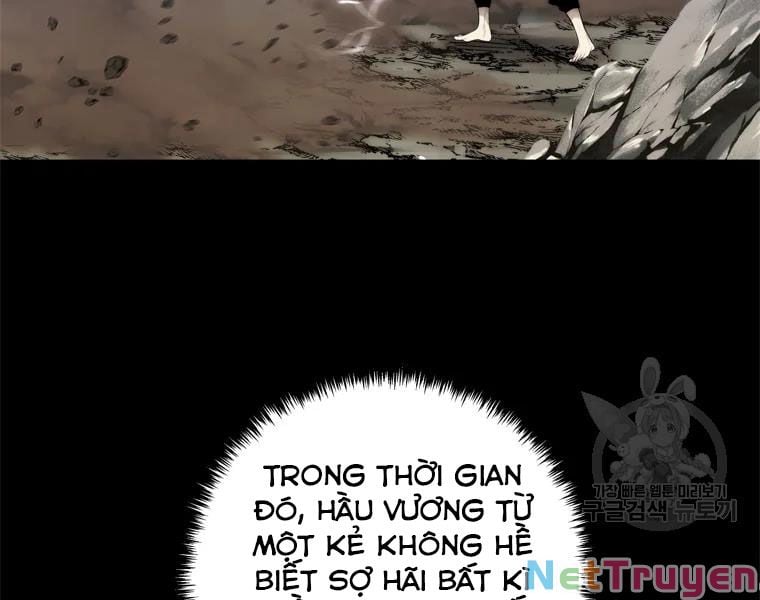 TRONG THỜI GIAN
ĐÓ, HẦU VƯƠNG TỪ
MỘT KẺ KHÔNG HỀ
BIẾT SỢ HÃI BẤT KÌ
가장 빠른 웹툰 미리보기
구글검색 뉴토끼
NetTruyen